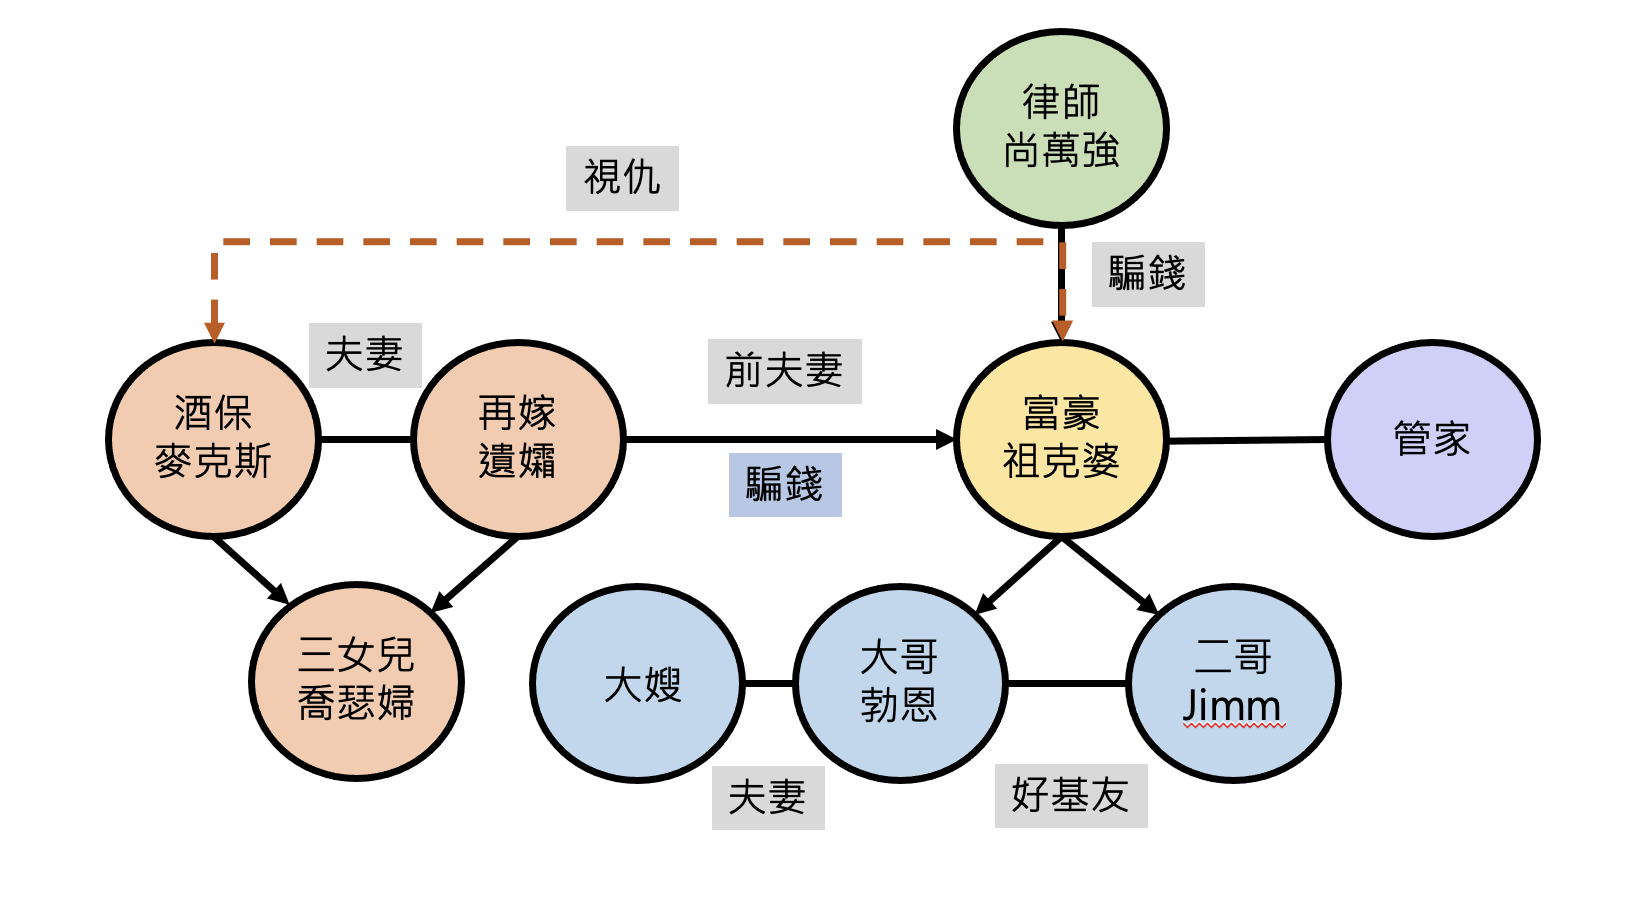 律師
尚萬強
視仇
騙錢
夫妻
前夫妻
酒保
麥克斯
再嫁
遺孀
富豪
祖克婆
管家
騙錢
三女兒
喬瑟婦
大嫂
大哥
勃恩
二哥
Jimm
夫妻
好基友